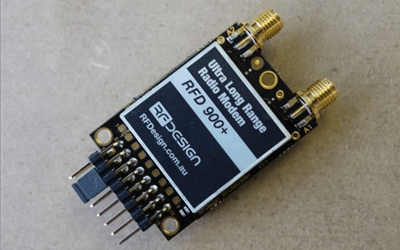 Ultra Long Range
Radio Modem
RFD 900+
RFDESIGN
RFDesign.com.au